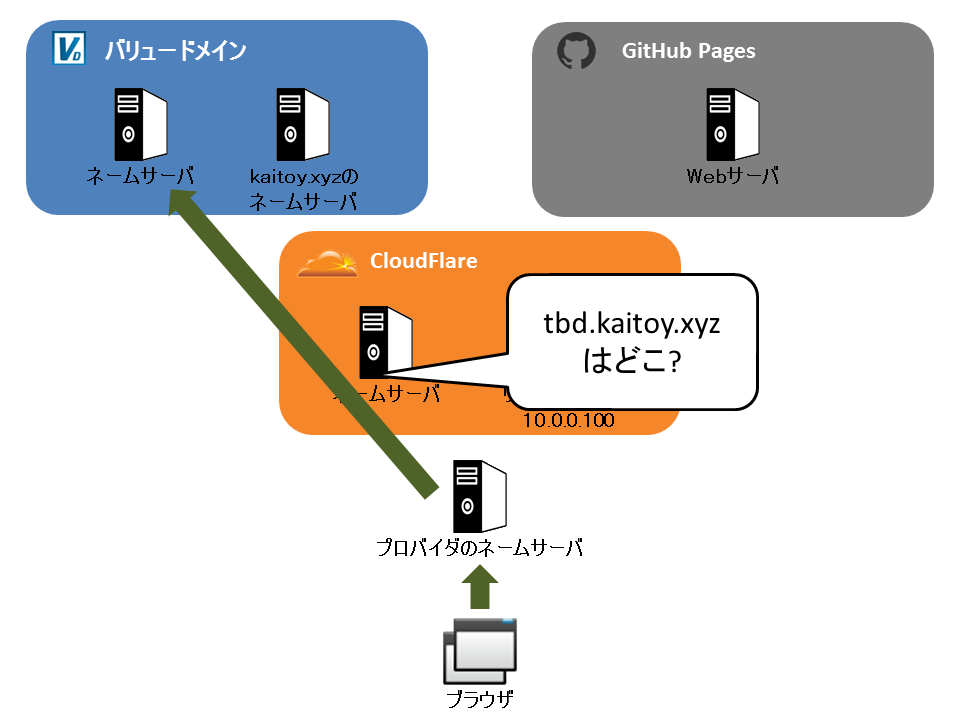 バリュードメイン
ネームサーバ
kaitoy.xyzの
ネームサーバ
GitHub Pages
Webサーバ
CloudFlare
tbd.kaitoy.xyz
はどこ?
ネームサーバ
10.0.0.100
プロバイダのネームサーバ
ブラウザ